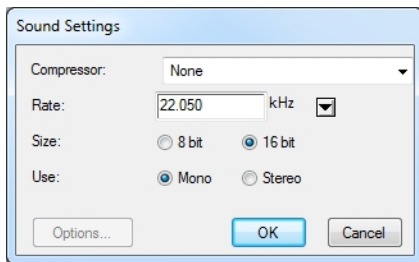 Sound Settings
Compressor: None
Rate: 22.050 kHz
Size: 8 bit 16 bit
Use: Mono Stereo
Options... OK Cancel